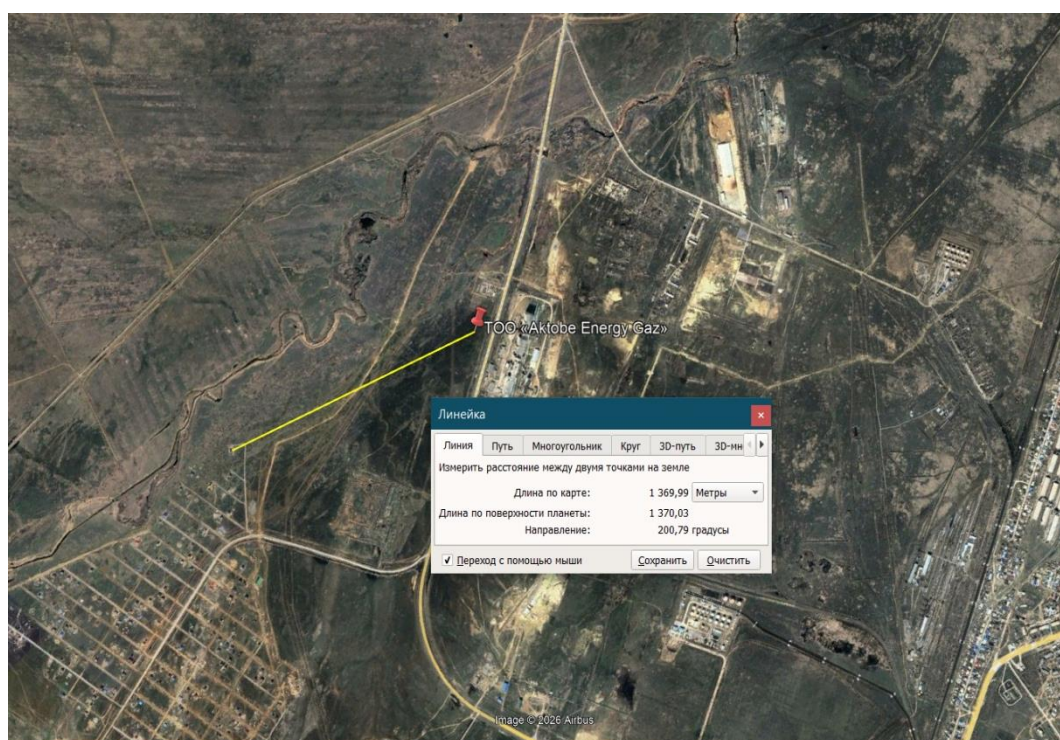 ТОО «Aktobe Energy Gaz»
Линейка
Линия Путь Многоугольник Круг 3D-путь 3D-мн
Измерить расстояние между двумя точками на земле
Длина по карте: 1 369,99 Метры
Длина по поверхности планеты: 1 370,03
Направление: 200,79 градусы
Переход с помощью мыши Сохранить Очистить
Image © 2026 Airbus